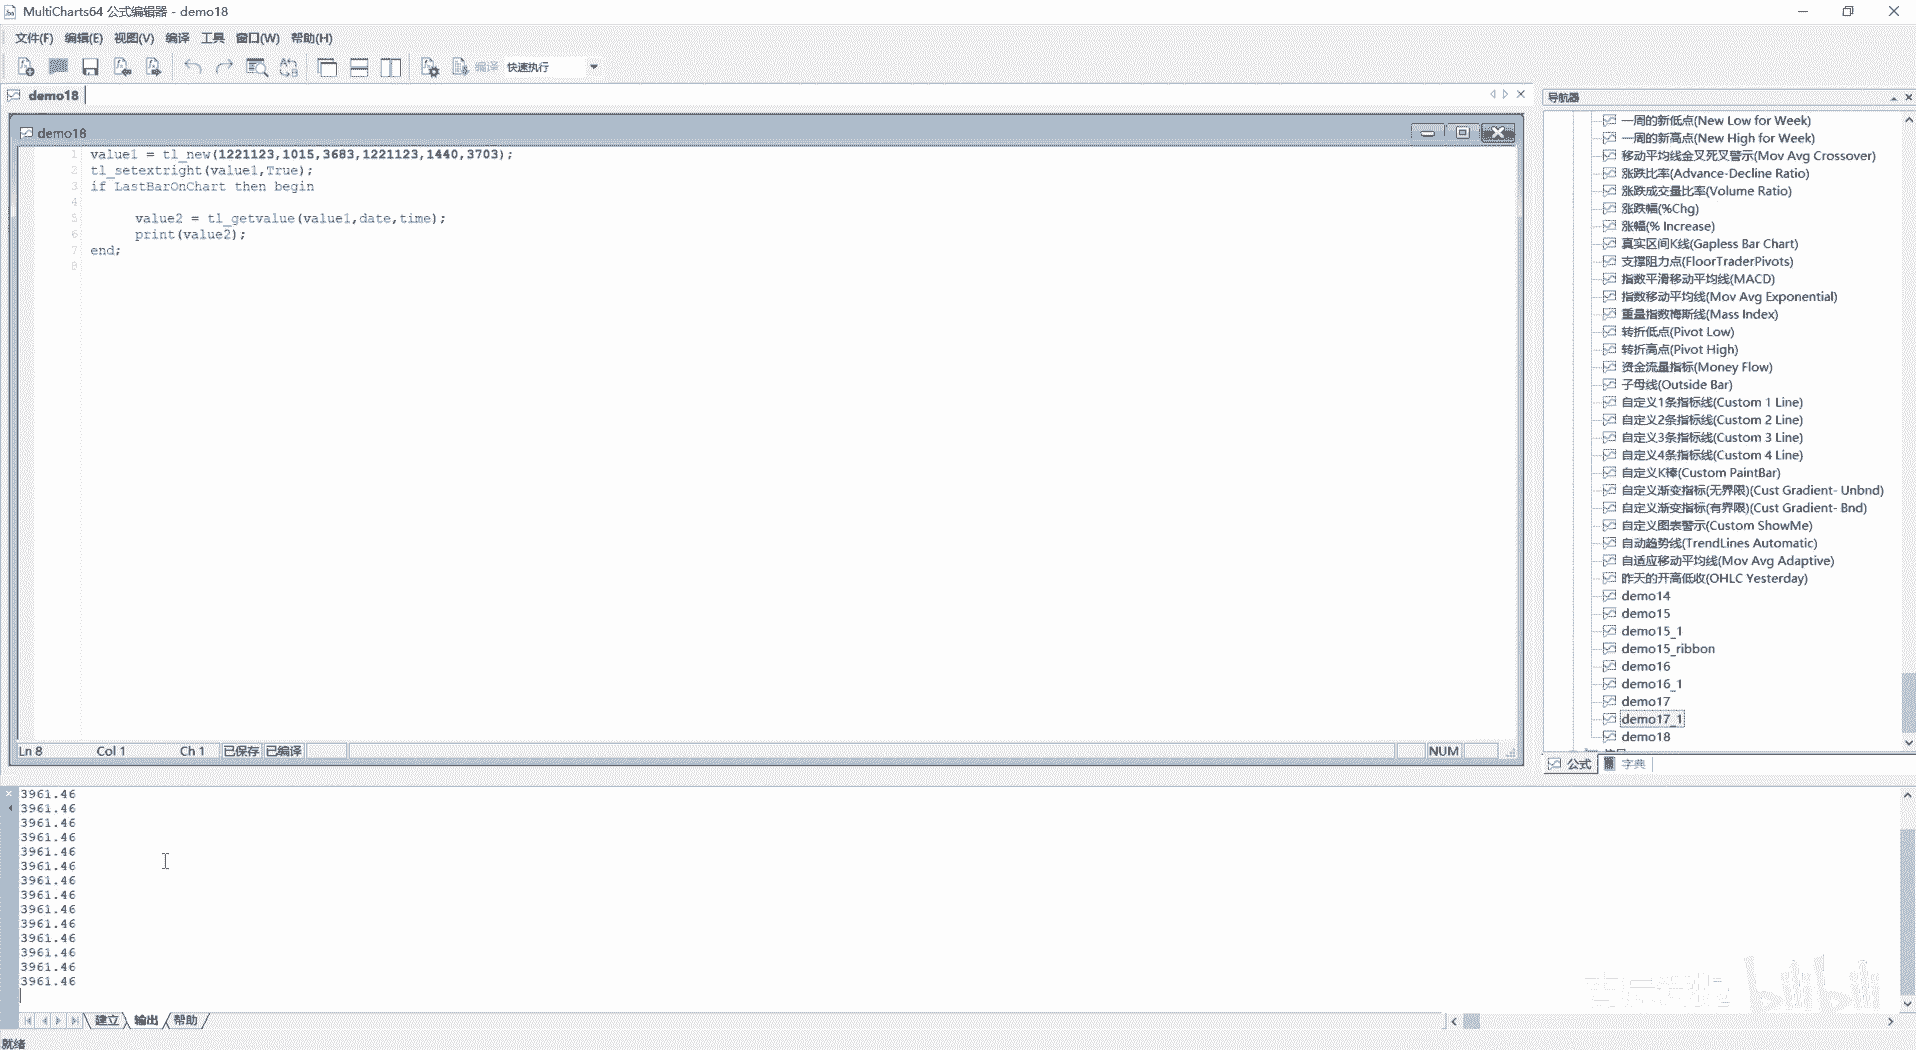 MultiCharts64 公式编辑器 - demo18
文件(F) 编辑(E) 视图(V) 编译 工具 窗口(W) 帮助(H)
编译 快速执行
demo18
demo18
1 value1 = tl_new(1221123,1015,3683,1221123,1440,3703);
2 tl_setextright(value1,True);
3 if LastBarOnChart then begin
4
5 value2 = tl_getvalue(value1,date,time);
6 print(value2);
7 end;
8
Ln 8 Col 1 Ch 1 已保存 已编译 NUM
导航器
一周的新低点(New Low for Week)
一周的新高点(New High for Week)
移动平均线金叉死叉警示(Mov Avg Crossover)
涨跌比率(Advance-Decline Ratio)
涨跌成交量比率(Volume Ratio)
涨跌幅(%Chg)
涨幅(% Increase)
真实区间K线(Gapless Bar Chart)
支撑阻力点(FloorTraderPivots)
指数平滑移动平均线(MACD)
指数移动平均线(Mov Avg Exponential)
重量指数梅斯线(Mass Index)
转折低点(Pivot Low)
转折高点(Pivot High)
资金流量指标(Money Flow)
子母线(Outside Bar)
自定义1条指标线(Custom 1 Line)
自定义2条指标线(Custom 2 Line)
自定义3条指标线(Custom 3 Line)
自定义4条指标线(Custom 4 Line)
自定义K棒(Custom PaintBar)
自定义渐变指标(无界限)(Cust Gradient- Unbnd)
自定义渐变指标(有界限)(Cust Gradient- Bnd)
自定义图表警示(Custom ShowMe)
自动趋势线(TrendLines Automatic)
自适应移动平均线(Mov Avg Adaptive)
昨天的开高低收(OHLC Yesterday)
demo14
demo15
demo15_1
demo15_ribbon
demo16
demo16_1
demo17
demo17_1
demo18
公式 字典
3961.46
3961.46
3961.46
3961.46
3961.46
3961.46
3961.46
3961.46
3961.46
3961.46
3961.46
3961.46
3961.46
3961.46
bilibili
建立 输出 帮助
就绪